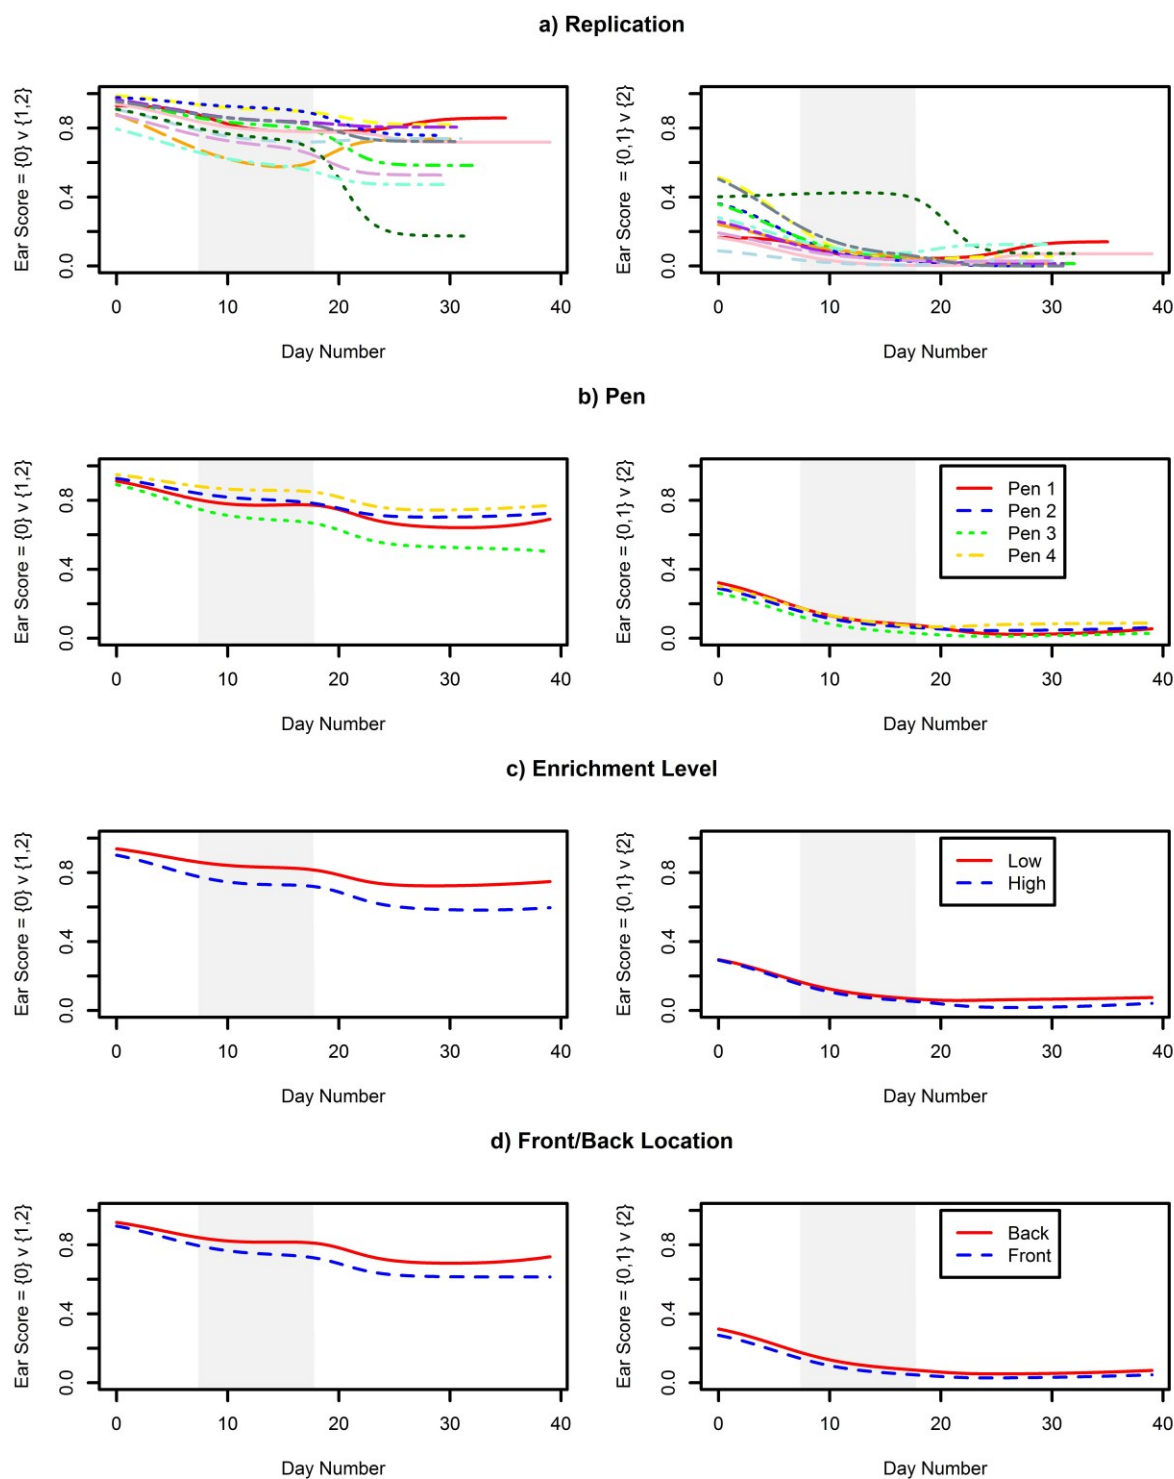 a) Replication
Ear Score = {0} v {1,2}
0.0 0.4 0.8
0 10 20 30 40
Day Number
Ear Score = {0,1} v {2}
0.0 0.4 0.8
0 10 20 30 40
Day Number
b) Pen
Ear Score = {0} v {1,2}
0.0 0.4 0.8
0 10 20 30 40
Day Number
Ear Score = {0,1} v {2}
0.0 0.4 0.8
Pen 1
Pen 2
Pen 3
Pen 4
0 10 20 30 40
Day Number
c) Enrichment Level
Ear Score = {0} v {1,2}
0.0 0.4 0.8
0 10 20 30 40
Day Number
Ear Score = {0,1} v {2}
0.0 0.4 0.8
Low
High
0 10 20 30 40
Day Number
d) Front/Back Location
Ear Score = {0} v {1,2}
0.0 0.4 0.8
0 10 20 30 40
Day Number
Ear Score = {0,1} v {2}
0.0 0.4 0.8
Back
Front
0 10 20 30 40
Day Number